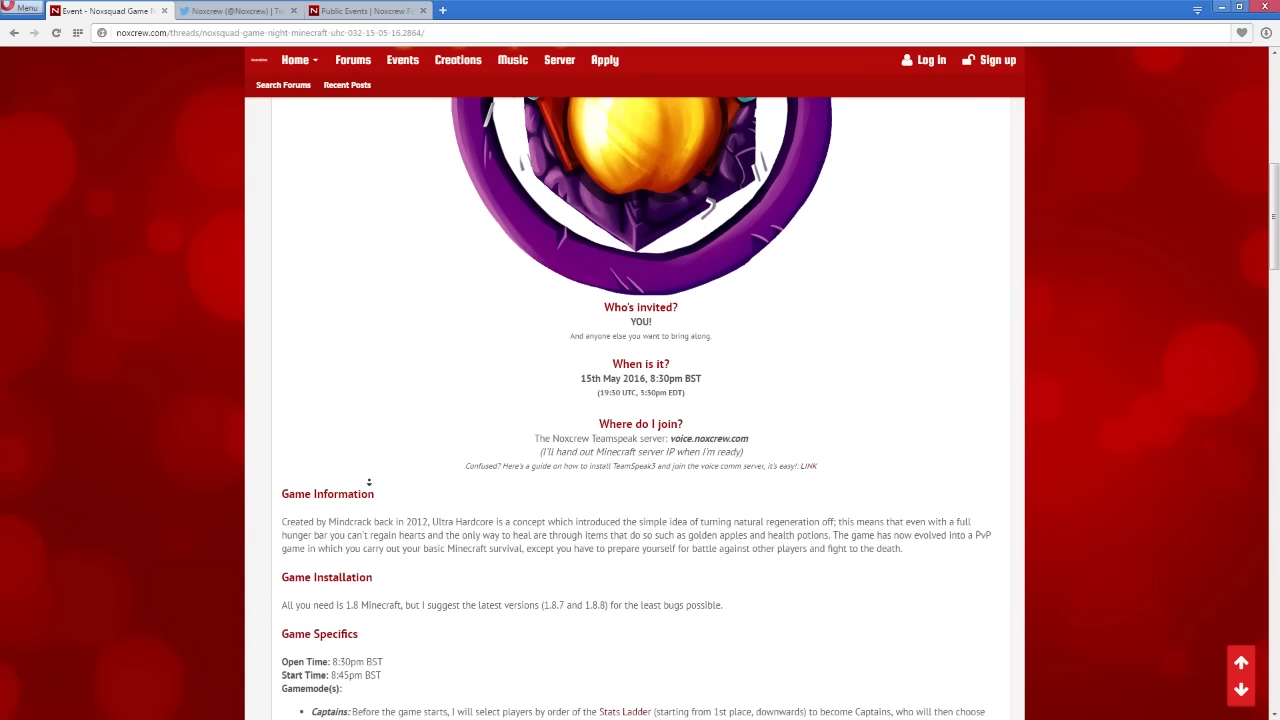 Menu
Event - Noxsquad Game N
Noxcrew (@Noxcrew) | Tw
Public Events | Noxcrew Fo
noxcrew.com/threads/noxsquad-game-night-minecraft-uhc-032-15-05-16.2864/
Home Forums Events Creations Music Server Apply Log in Sign up
Search Forums Recent Posts
Who's invited?
YOU!
And anyone else you want to bring along.
When is it?
15th May 2016, 8:30pm BST
(19:30 UTC, 3:30pm EDT)
Where do I join?
The Noxcrew Teamspeak server: voice.noxcrew.com
(I'll hand out Minecraft server IP when I'm ready)
Confused? Here's a guide on how to install TeamSpeak3 and join the voice comm server, it's easy!: LINK
Game Information
Created by Mindcrack back in 2012, Ultra Hardcore is a concept which introduced the simple idea of turning natural regeneration off; this means that even with a full
hunger bar you can't regain hearts and the only way to heal are through items that do so such as golden apples and health potions. The game has now evolved into a PvP
game in which you carry out your basic Minecraft survival, except you have to prepare yourself for battle against other players and fight to the death.
Game Installation
All you need is 1.8 Minecraft, but I suggest the latest versions (1.8.7 and 1.8.8) for the least bugs possible.
Game Specifics
Open Time: 8:30pm BST
Start Time: 8:45pm BST
Gamemode(s):
• Captains: Before the game starts, I will select players by order of the Stats Ladder (starting from 1st place, downwards) to become Captains, who will then choose